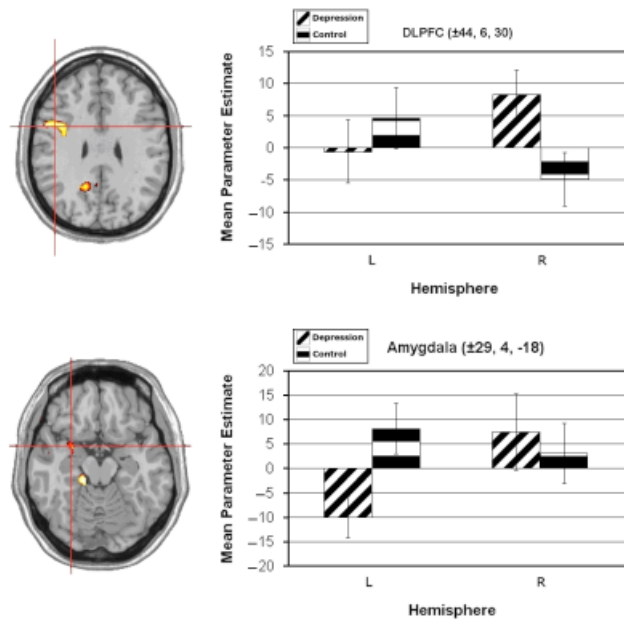 Depression
Control
DLPFC (±44, 6, 30)
Mean Parameter Estimate
15
10
5
0
−5
−10
−15
L
R
Hemisphere
Depression
Control
Amygdala (±29, 4, -18)
Mean Parameter Estimate
20
15
10
5
0
−5
−10
−15
−20
L
R
Hemisphere